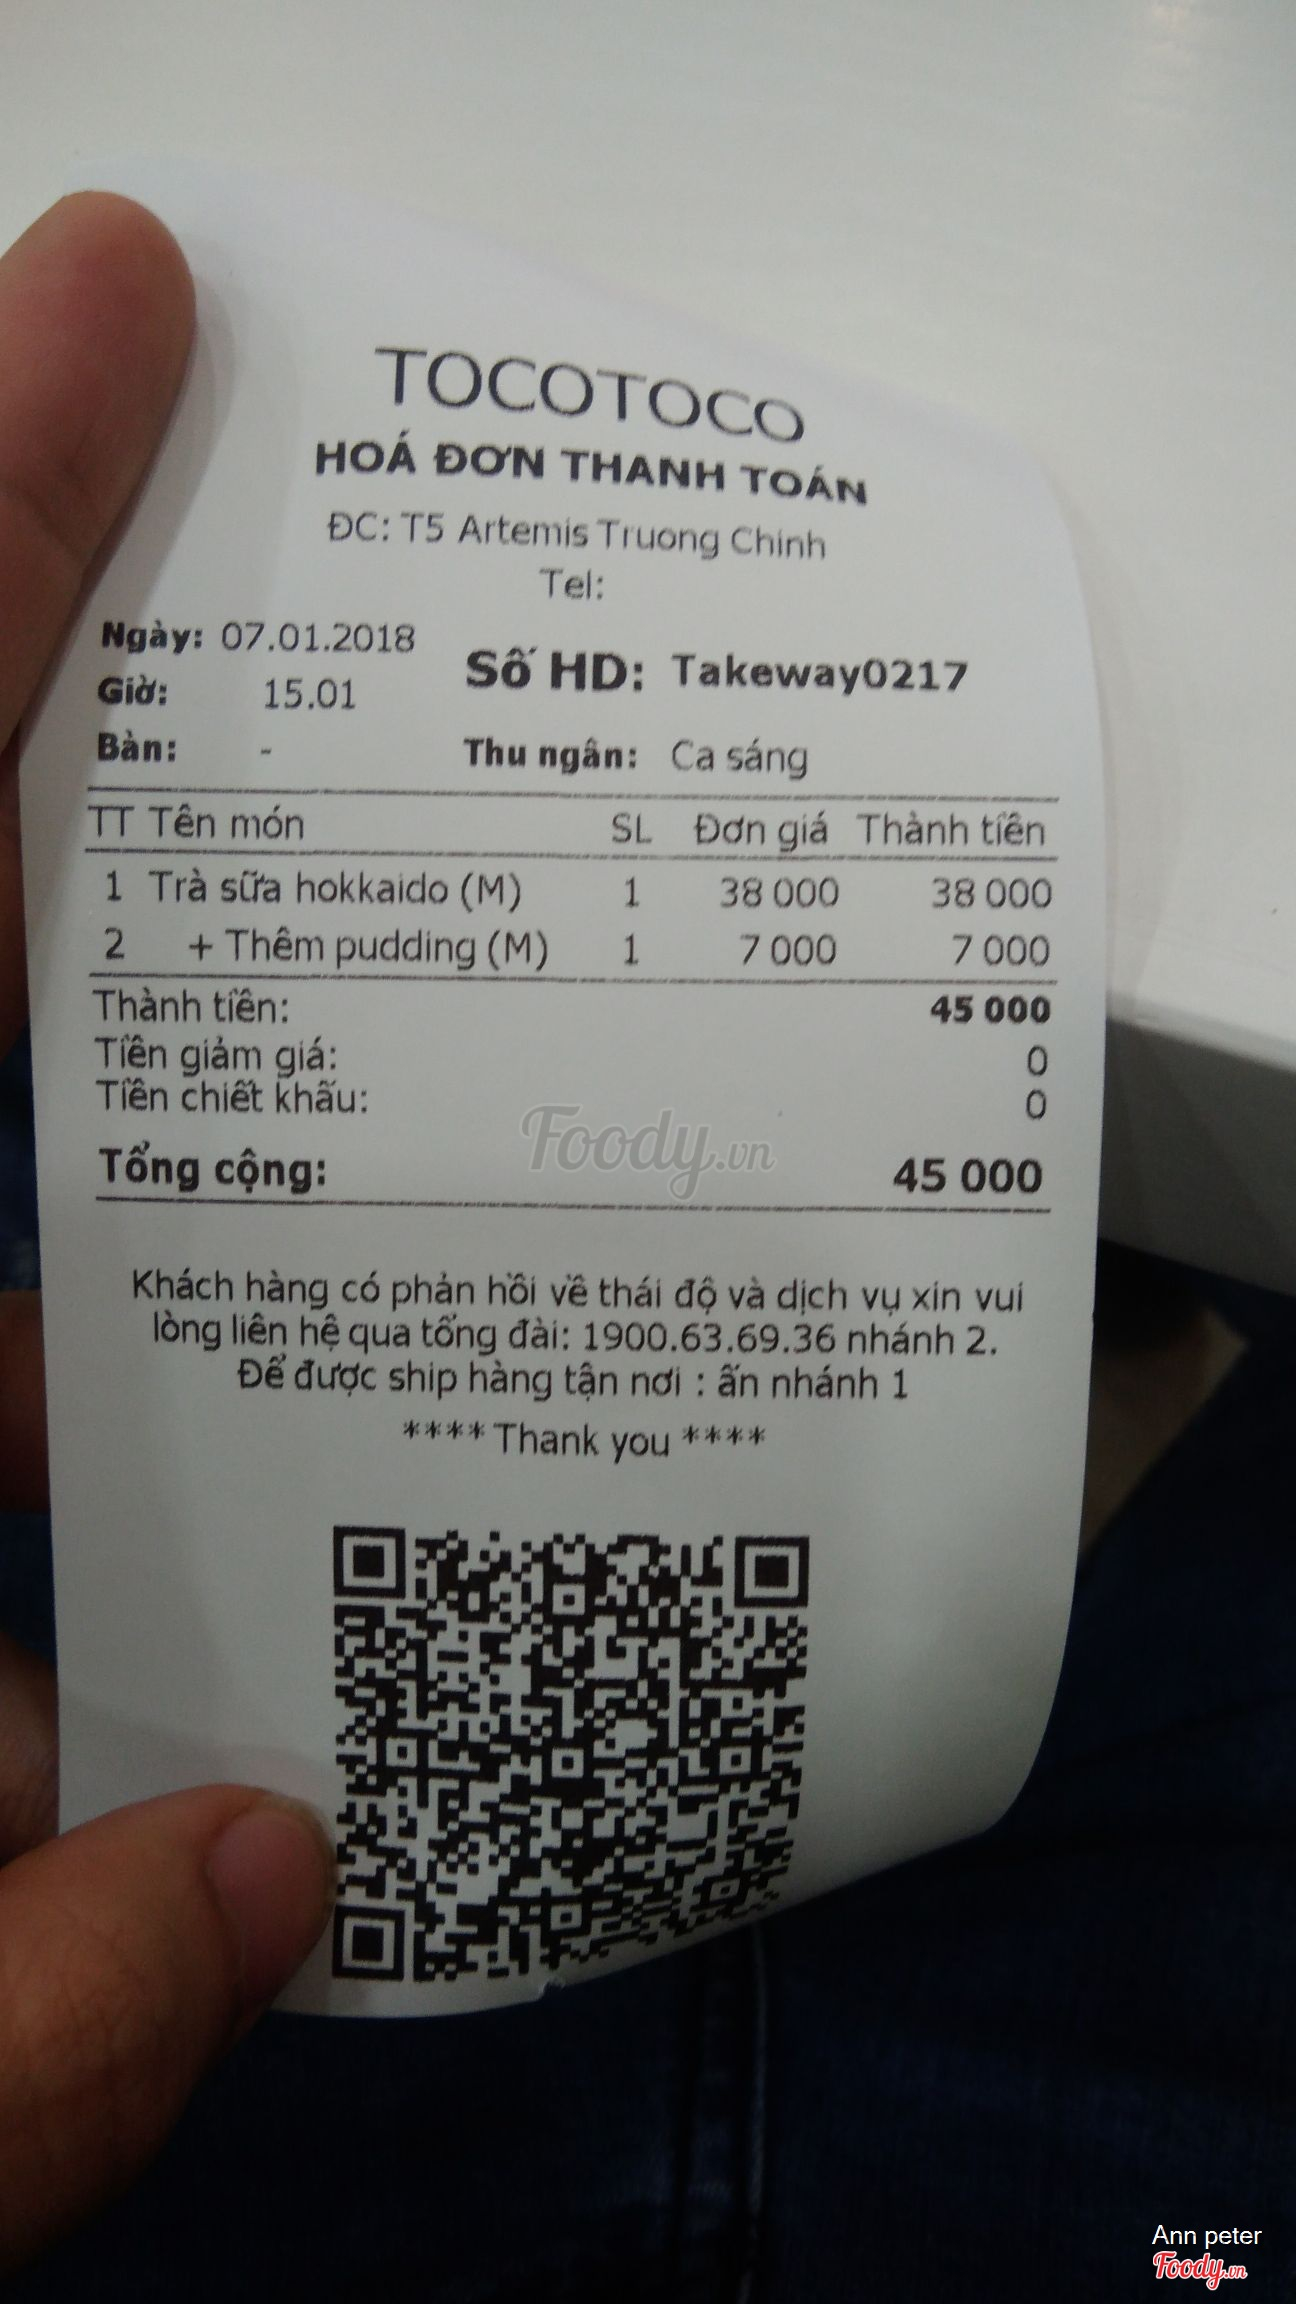 TOCOTOCO
HOÁ ĐƠN THANH TOÁN
ĐC: T5 Artemis Truong Chinh
Tel:
Ngày: 07.01.2018
Số HD: Takeway0217
Giờ: 15.01
Bàn: -
Thu ngân: Ca sáng
TT Tên món SL Đơn giá Thành tiền
1 Trà sữa hokkaido (M) 1 38 000 38 000
2 + Thêm pudding (M) 1 7 000 7 000
Thành tiền: 45 000
Tiền giảm giá: 0
Tiền chiết khấu: 0
Foody.vn
Tổng cộng: 45 000
Khách hàng có phản hồi về thái độ và dịch vụ xin vui
lòng liên hệ qua tổng đài: 1900.63.69.36 nhánh 2.
Để được ship hàng tận nơi : ấn nhánh 1
**** Thank you ****
Ann peter
Foody.vn